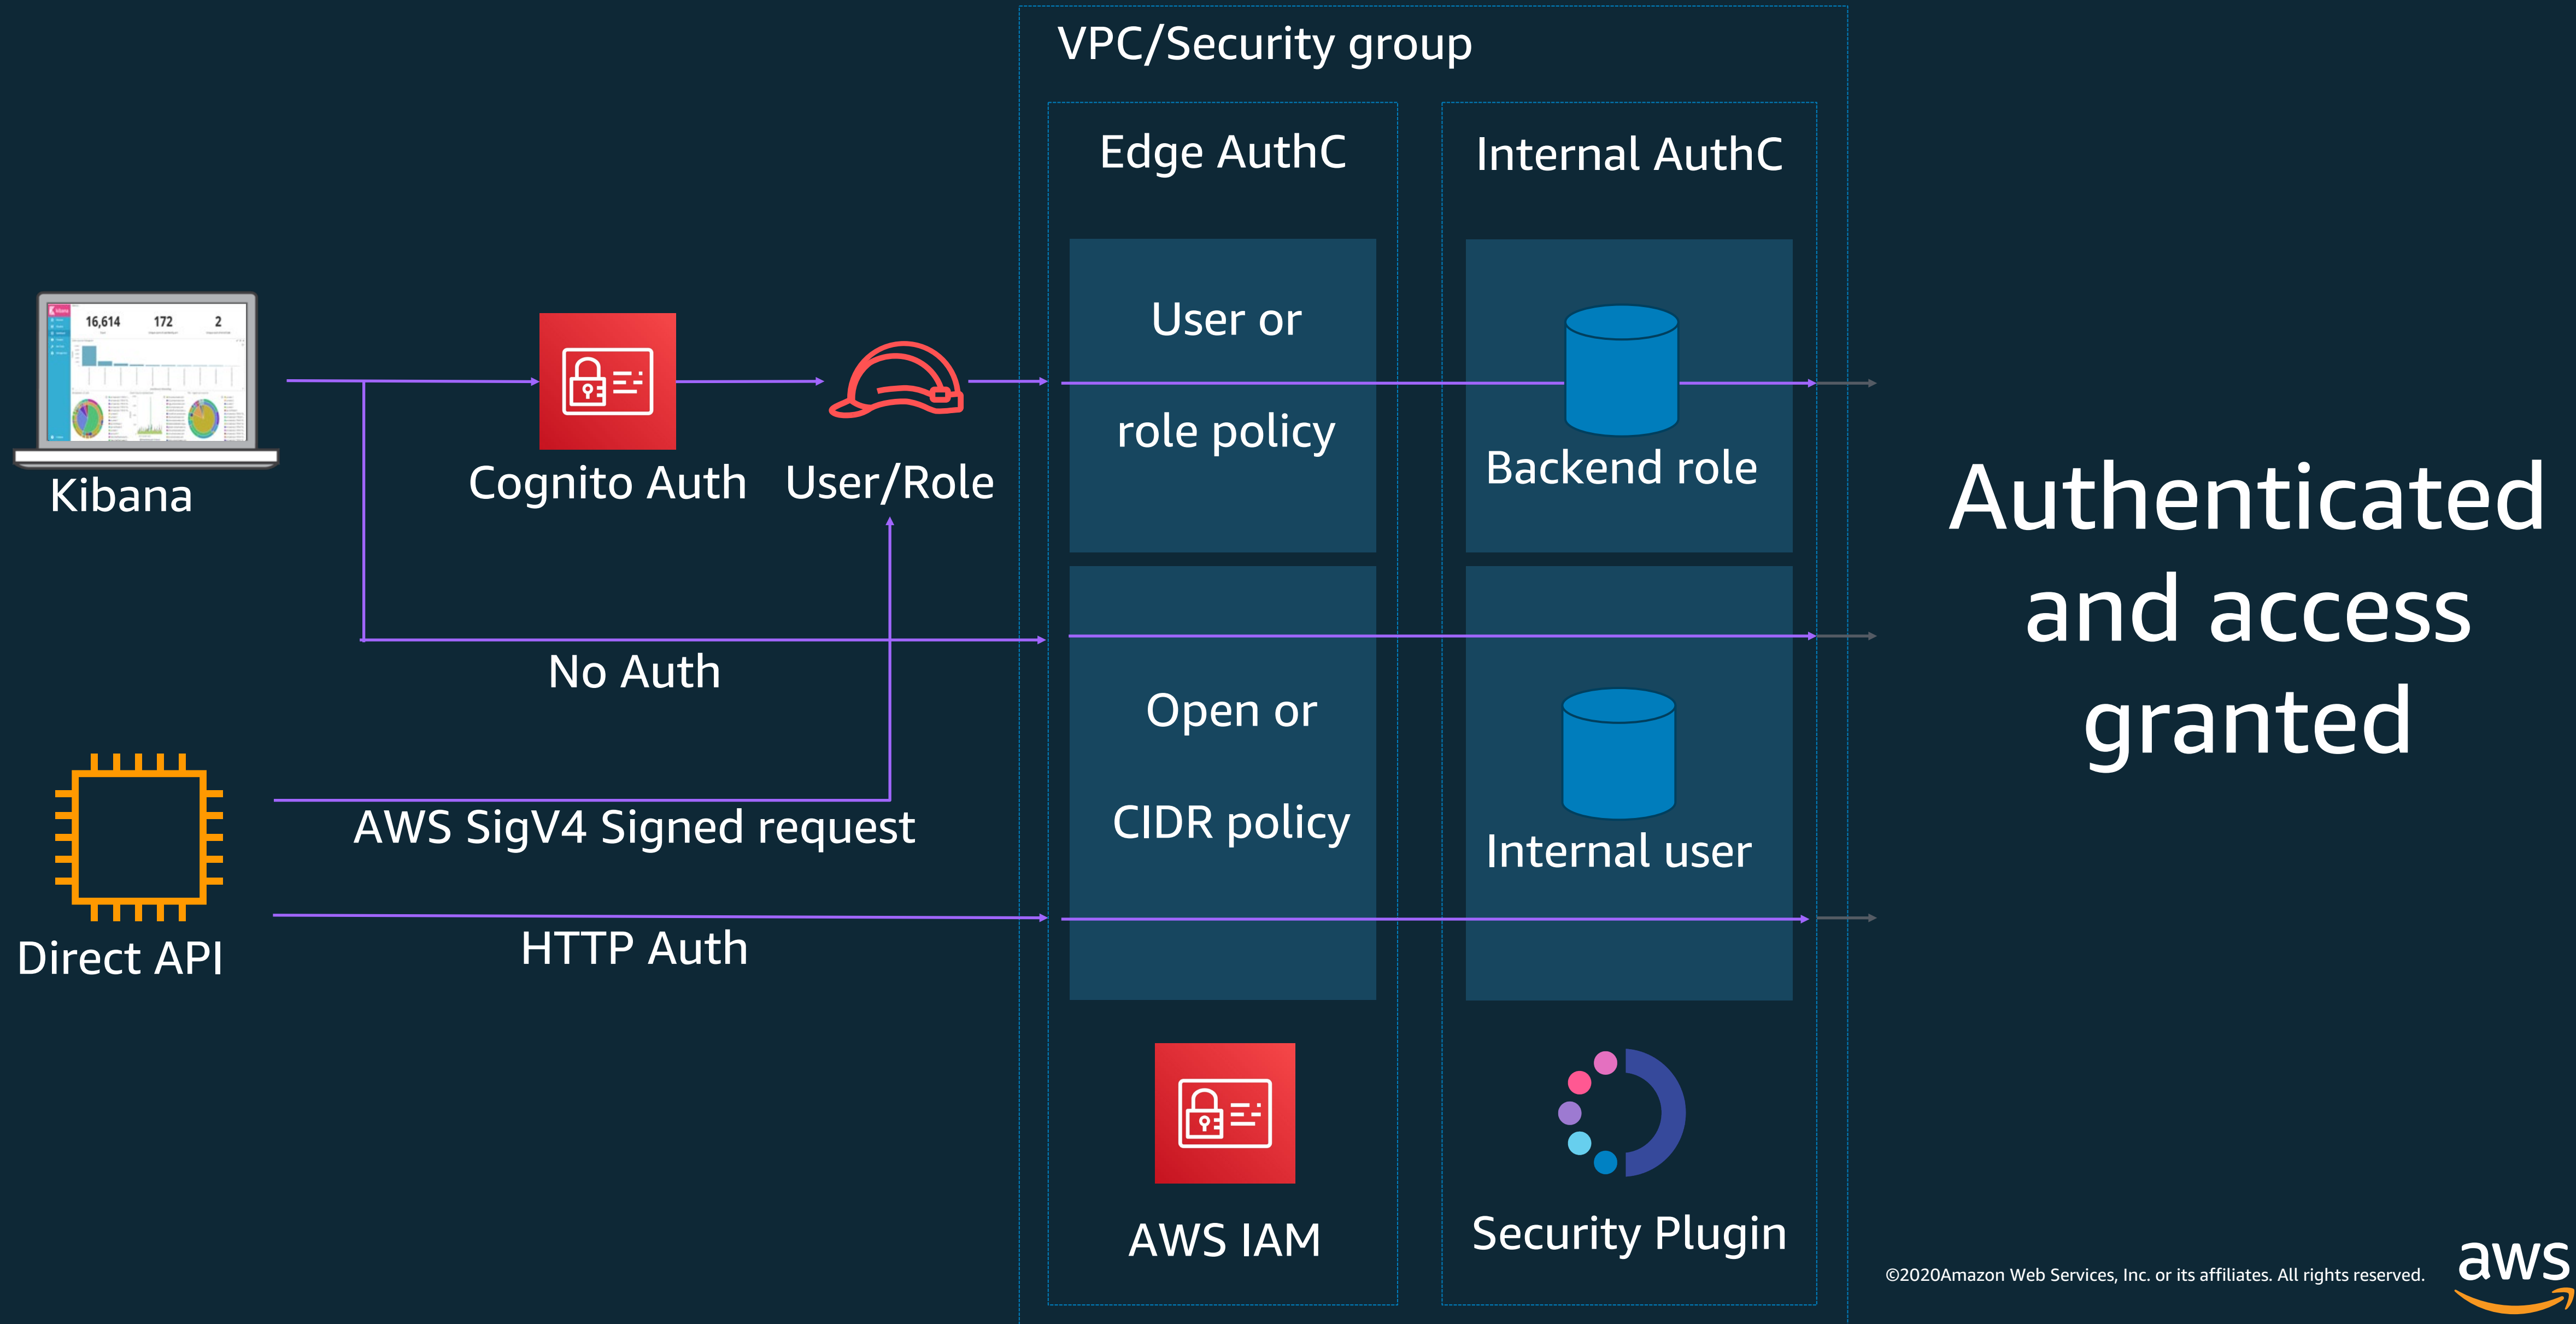 VPC/Security group
Edge AuthC
Internal AuthC
16,614
172
2
Kibana
Cognito Auth
User/Role
User or
role policy
Backend role
No Auth
Open or
CIDR policy
Internal user
AWS SigV4 Signed request
HTTP Auth
Direct API
AWS IAM
Security Plugin
Authenticated
and access
granted
©2020Amazon Web Services, Inc. or its affiliates. All rights reserved.
aws